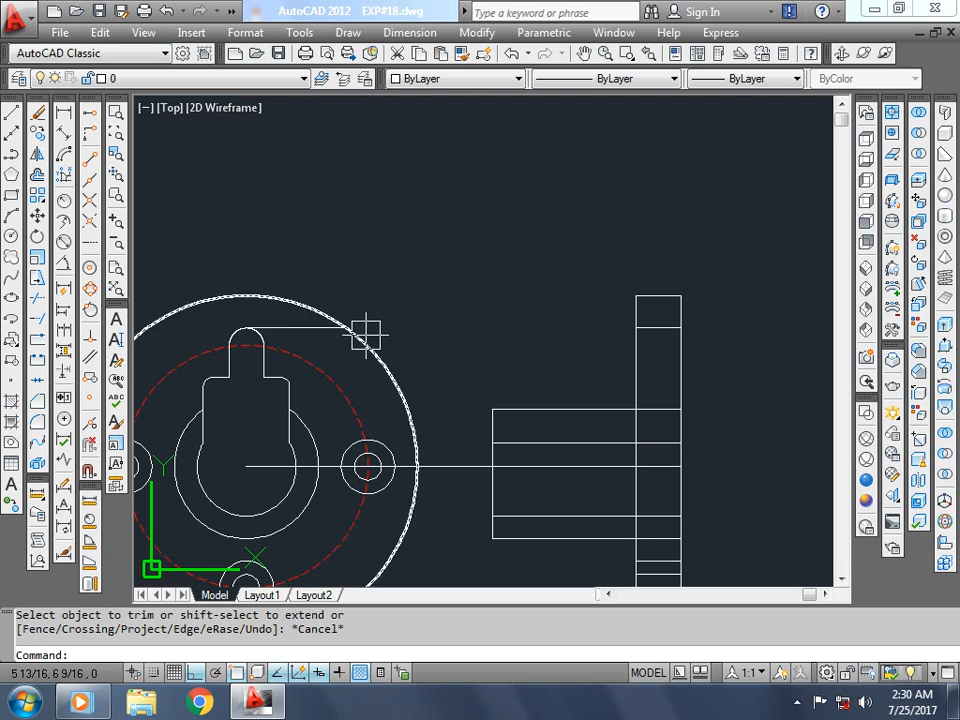 AutoCAD 2012 EXP#18.dwg
Type a keyword or phrase
Sign In
File Edit View Insert Format Tools Draw Dimension Modify Parametric Window Help Express
AutoCAD Classic
0
ByLayer
ByLayer
ByLayer
ByColor
[−] [Top] [2D Wireframe]
Y
X
Model Layout1 Layout2
Select object to trim or shift-select to extend or
[Fence/Crossing/Project/Edge/eRase/Undo]: *Cancel*
Command:
5 13/16, 6 9/16 , 0
MODEL
1:1
2:30 AM
7/25/2017